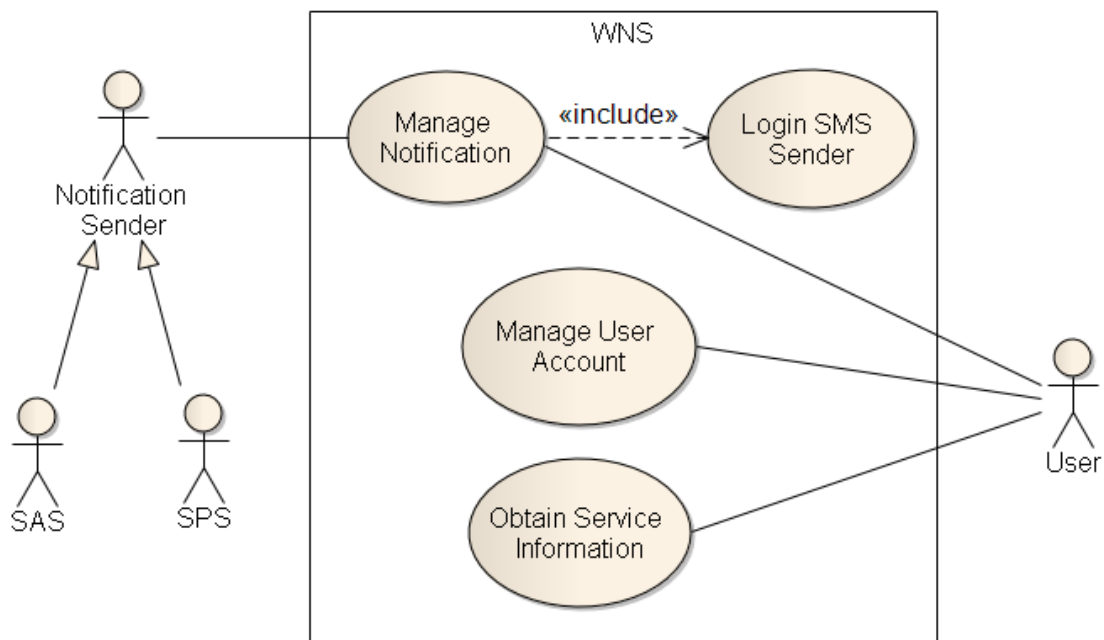 WNS
Manage
Notification
«include»
Login SMS
Sender
Notification
Sender
Manage User
Account
SAS
SPS
User
Obtain Service
Information